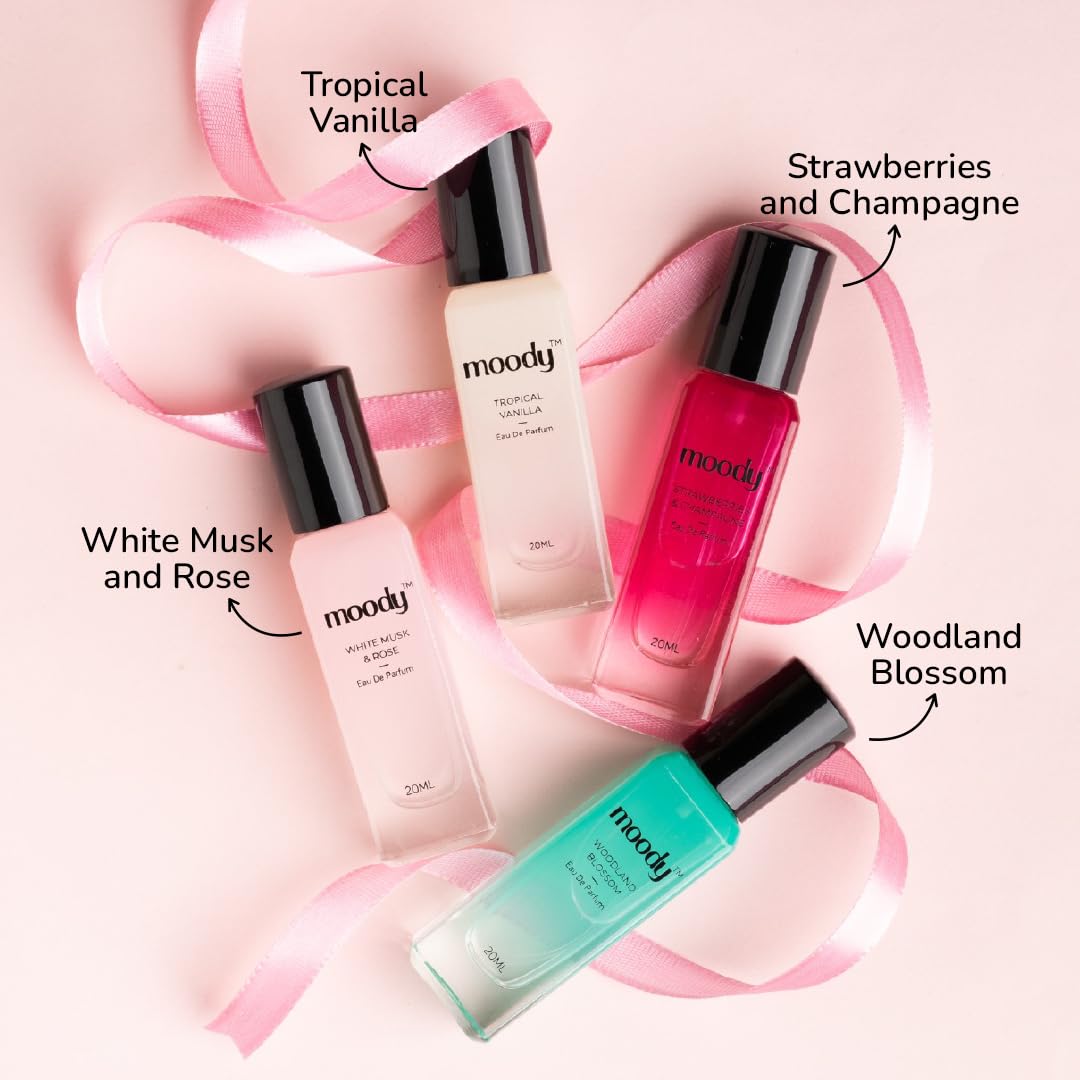 Tropical
Vanilla
Strawberries
and Champagne
moody™
TROPICAL
VANILLA
Eau De Parfum
20ML
moody
STRAWBERRIES
& CHAMPAGNE
Eau De Parfum
20ML
White Musk
and Rose
moody™
WHITE MUSK
& ROSE
Eau De Parfum
20ML
Woodland
Blossom
moody™
WOODLAND
BLOSSOM
Eau De Parfum
20ML